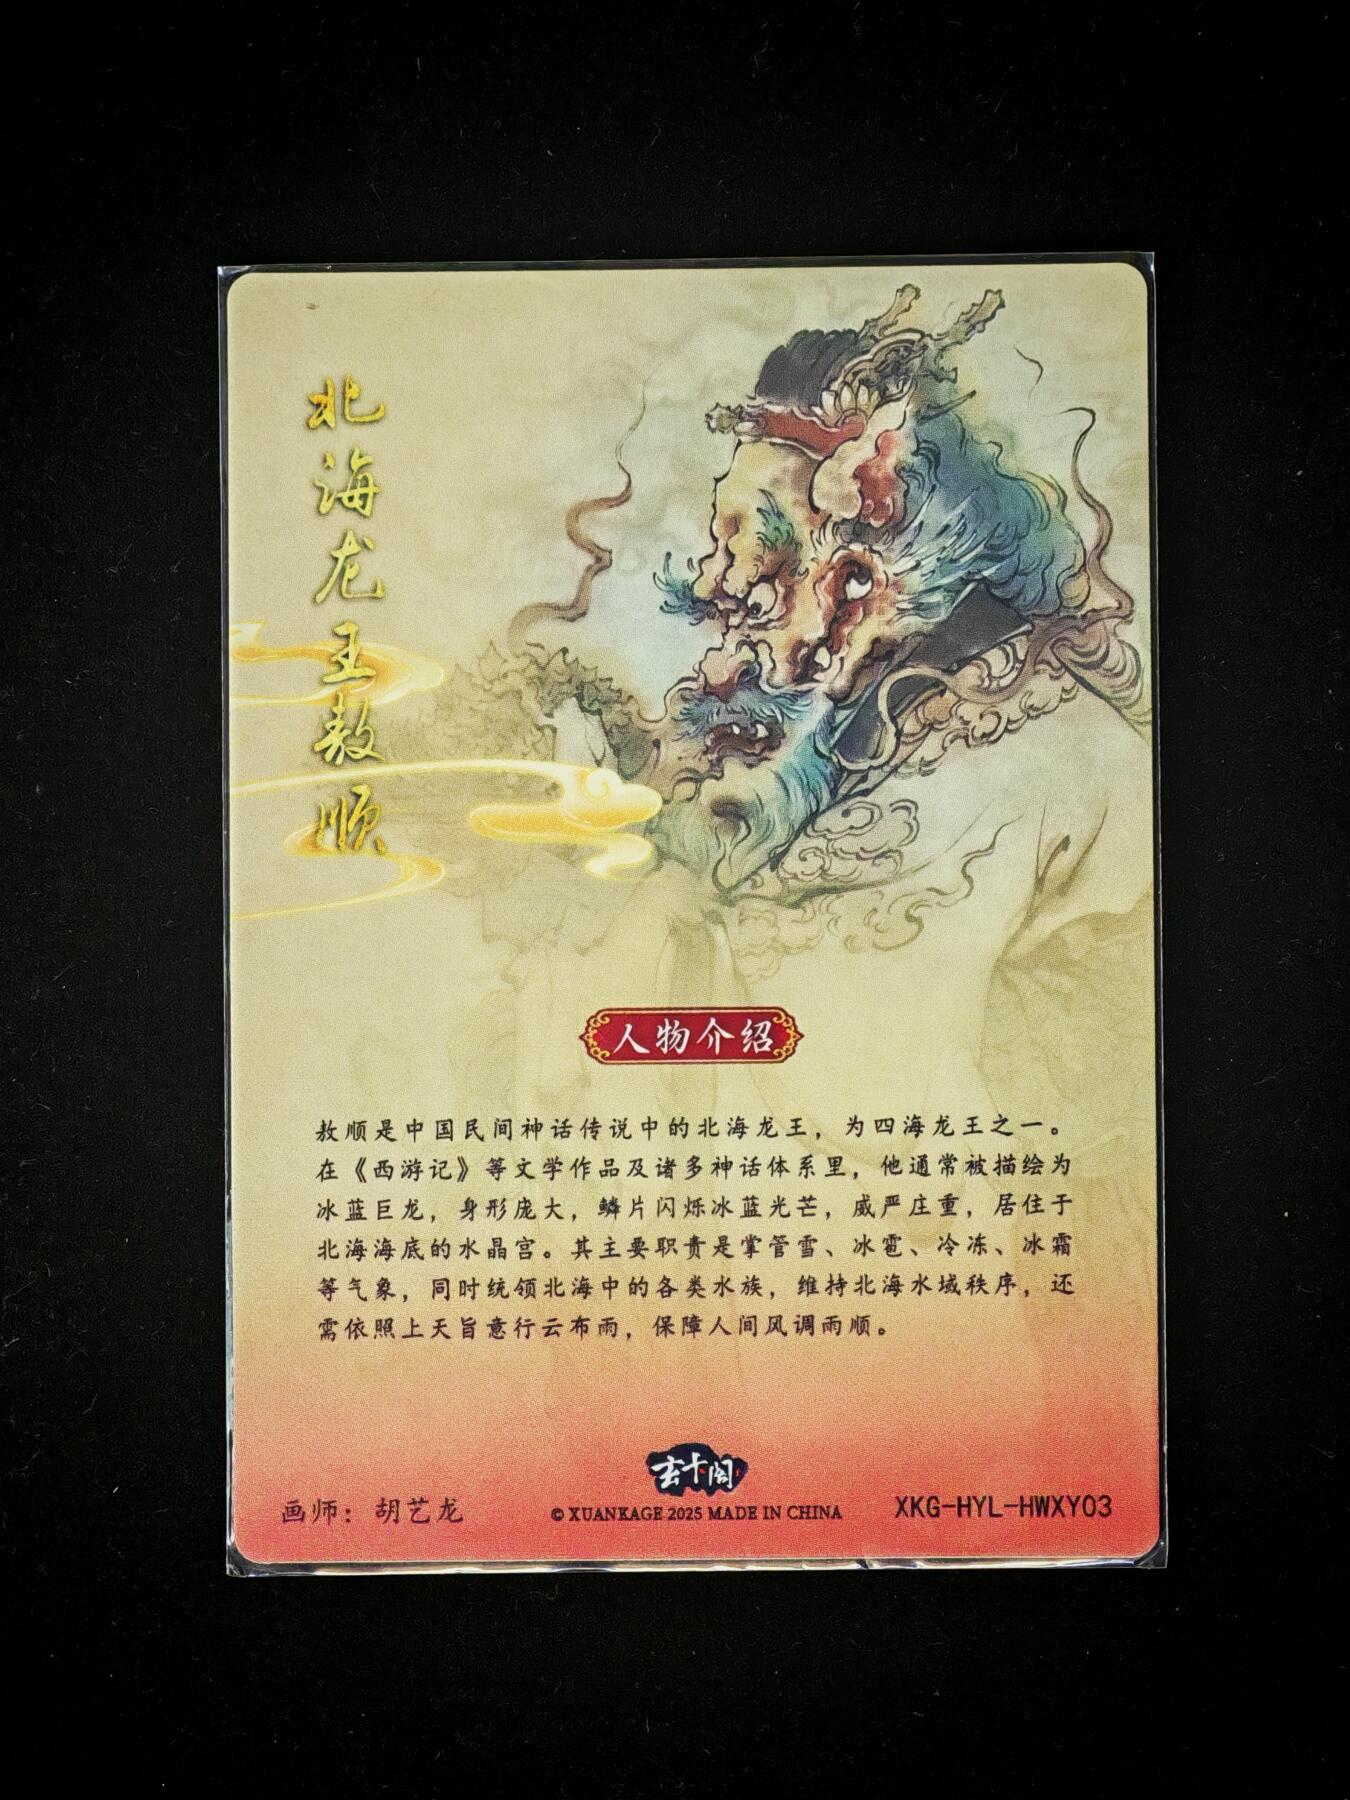 北海龙王敖顺
人物介绍
敖顺是中国民间神话传说中的北海龙王，为四海龙王之一。
在《西游记》等文学作品及诸多神话体系里，他通常被描绘为
冰蓝巨龙，身形庞大，鳞片闪烁冰蓝光芒，威严庄重，居住于
北海海底的水晶宫。其主要职责是掌管雪、冰雹、冷冻、冰霜
等气象，同时统领北海中的各类水族，维持北海水域秩序，还
需依照上天旨意行云布雨，保障人间风调雨顺。
玄卡阁
画师：胡艺龙
© XUANKAGE 2025 MADE IN CHINA
XKG-HYL-HWXY03